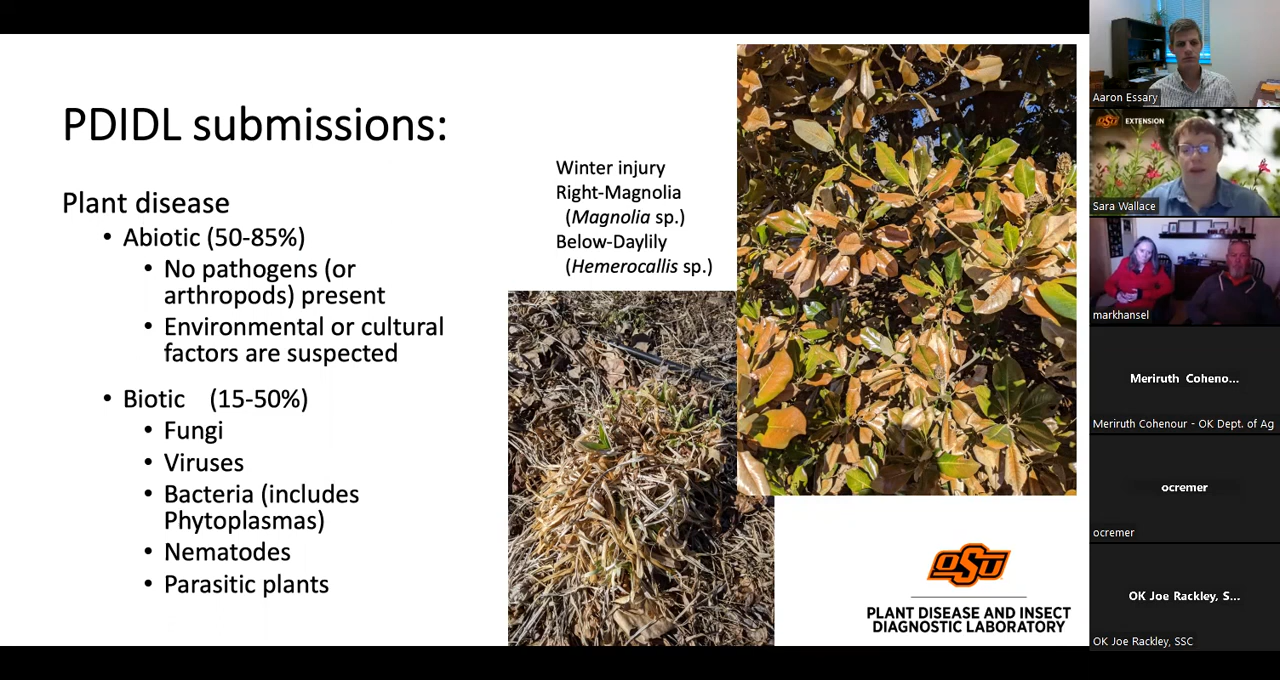 PDIDL submissions:
Plant disease
• Abiotic (50-85%)
• No pathogens (or
arthropods) present
• Environmental or cultural
factors are suspected
• Biotic (15-50%)
• Fungi
• Viruses
• Bacteria (includes
Phytoplasmas)
• Nematodes
• Parasitic plants
Winter injury
Right-Magnolia
(Magnolia sp.)
Below-Daylily
(Hemerocallis sp.)
OSU
PLANT DISEASE AND INSECT
DIAGNOSTIC LABORATORY
Aaron Essary
OSU EXTENSION
Sara Wallace
markhansel
Meriruth Coheno...
Meriruth Cohenour - OK Dept. of Ag
ocremer
ocremer
OK Joe Rackley, S...
OK Joe Rackley, SSC